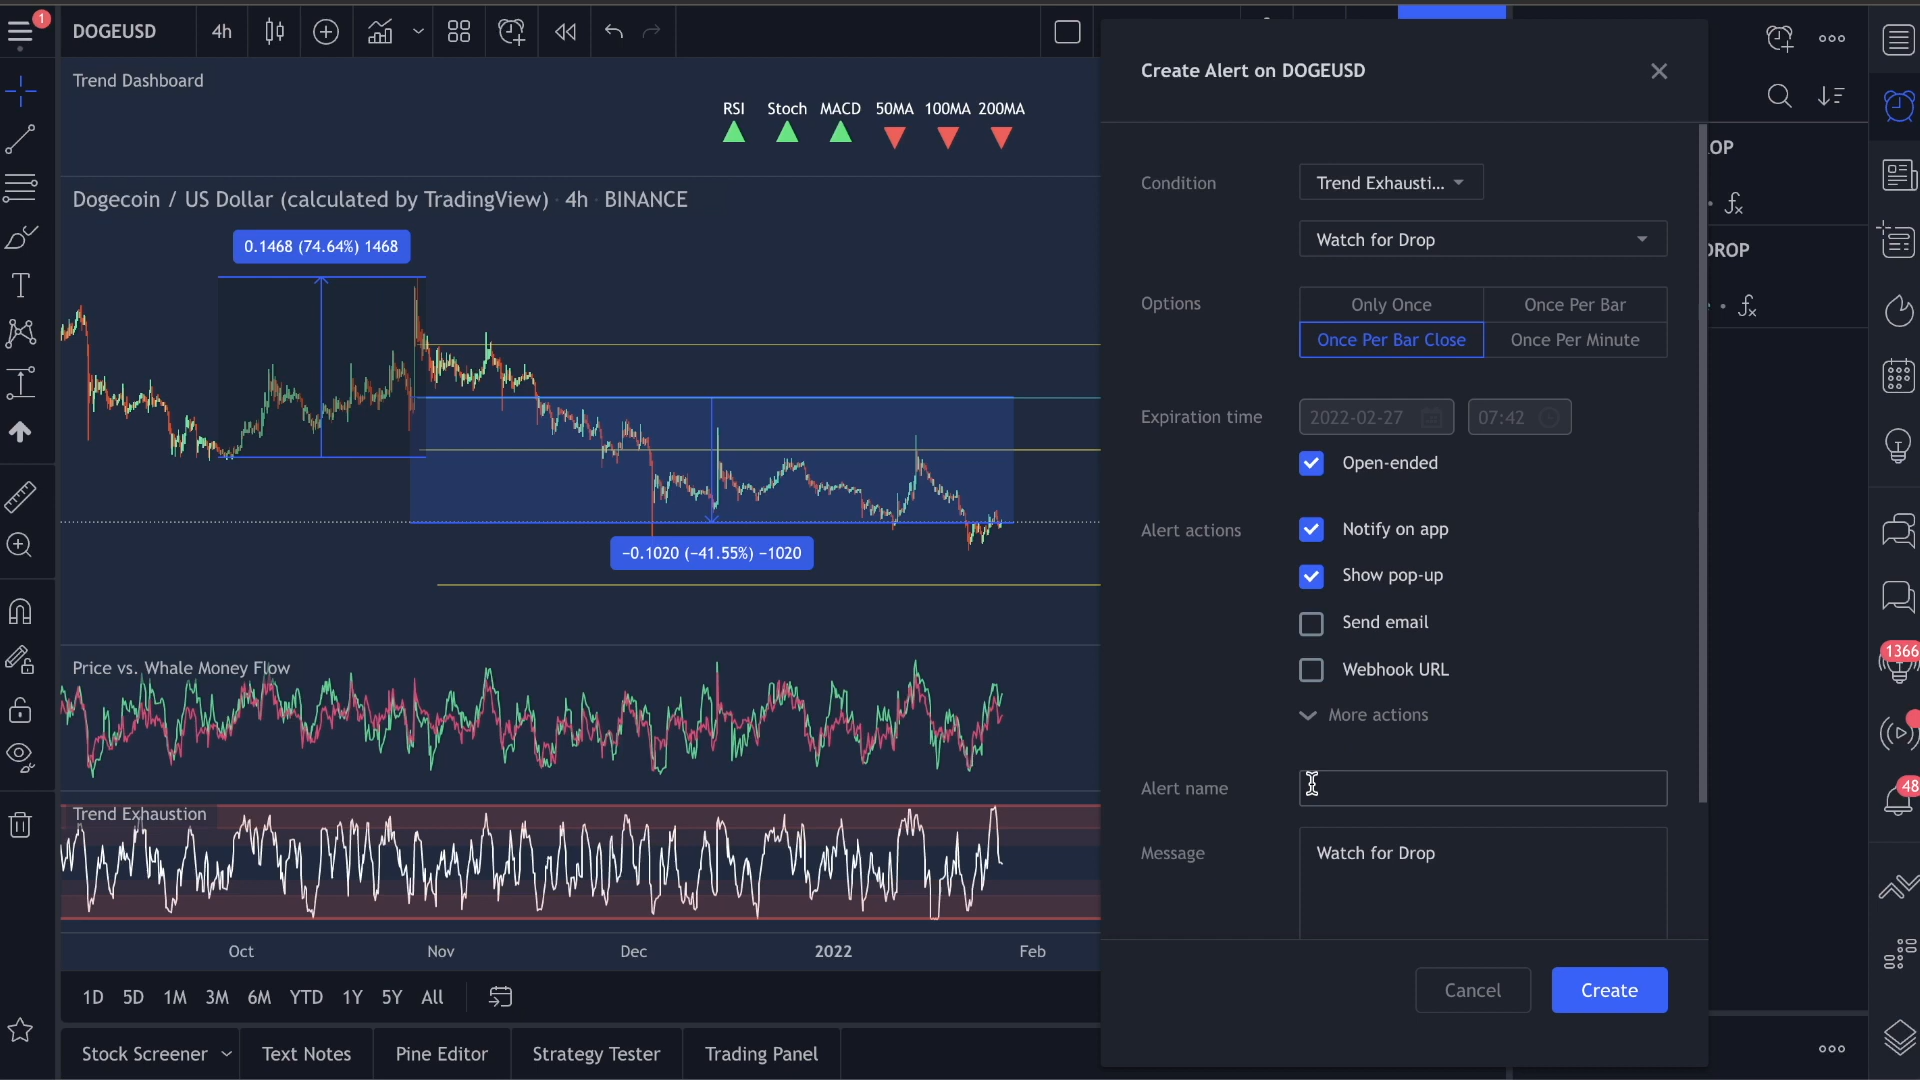 1
DOGEUSD
4h
Trend Dashboard
RSI Stoch MACD 50MA 100MA 200MA
Dogecoin / US Dollar (calculated by TradingView) · 4h · BINANCE
0.1468 (74.64%) 1468
−0.1020 (−41.55%) −1020
Price vs. Whale Money Flow
Trend Exhaustion
Oct Nov Dec 2022 Feb
1D 5D 1M 3M 6M YTD 1Y 5Y All
Stock Screener Text Notes Pine Editor Strategy Tester Trading Panel
Create Alert on DOGEUSD
Condition
Trend Exhausti...
Watch for Drop
Options
Only Once
Once Per Bar
Once Per Bar Close
Once Per Minute
Expiration time
2022-02-27
07:42
Open-ended
Alert actions
Notify on app
Show pop-up
Send email
Webhook URL
More actions
Alert name
Message
Watch for Drop
Cancel
Create
OP
fx
DROP
fx
1366
48